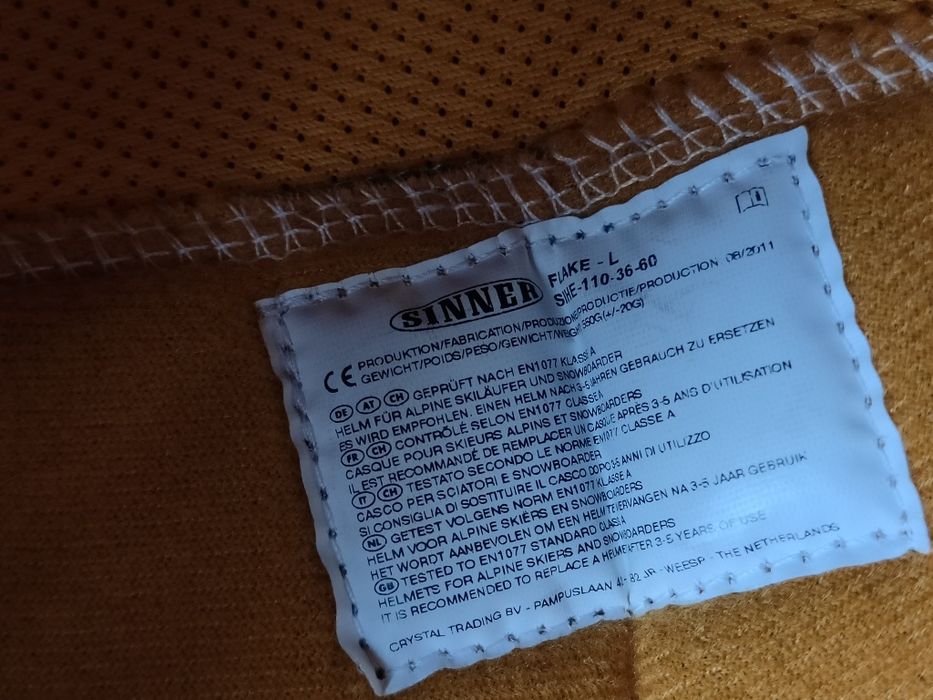 SINNER
FLAKE - L
SIHE-110-36-60
CE PRODUKTION/FABRICATION/PRODUZIONE/PRODUCTIE/PRODUCTION 08/2011
GEWICHT/POIDS/PESO/GEWICHT/WEIGHT 550G(+/-20G)
DE AT CH GEPRÜFT NACH EN1077 KLASSE A
HELM FÜR ALPINE SKILÄUFER UND SNOWBOARDER
ES WIRD EMPFOHLEN. EINEN HELM NACH 3-5 JAHREN GEBRAUCH ZU ERSETZEN
FR CH CONTRÔLÉ SELON EN1077 CLASSE A
CASQUE POUR SKIEURS ALPINS ET SNOWBOARDERS
IL EST RECOMMANDÉ DE REMPLACER UN CASQUE APRÈS 3-5 ANS D'UTILISATION
IT CH TESTATO SECONDO LE NORME EN1077 CLASSE A
CASCO PER SCIATORI E SNOWBOARDER
SI CONSIGLIA DI SOSTITUIRE IL CASCO DOPO 3-5 ANNI DI UTILIZZO
NL GETEST VOLGENS NORM EN1077 KLASSE A
HELM VOOR ALPINE SKIËRS EN SNOWBOARDERS
HET WORDT AANBEVOLEN OM EEN HELM TE VERVANGEN NA 3-5 JAAR GEBRUIK
GB TESTED TO EN1077 STANDARD CLASS A
HELMETS FOR ALPINE SKIERS AND SNOWBOARDERS
IT IS RECOMMENDED TO REPLACE A HELMET AFTER 3-5 YEARS OF USE
CRYSTAL TRADING BV - PAMPUSLAAN 41- 82 JR - WEESP - THE NETHERLANDS